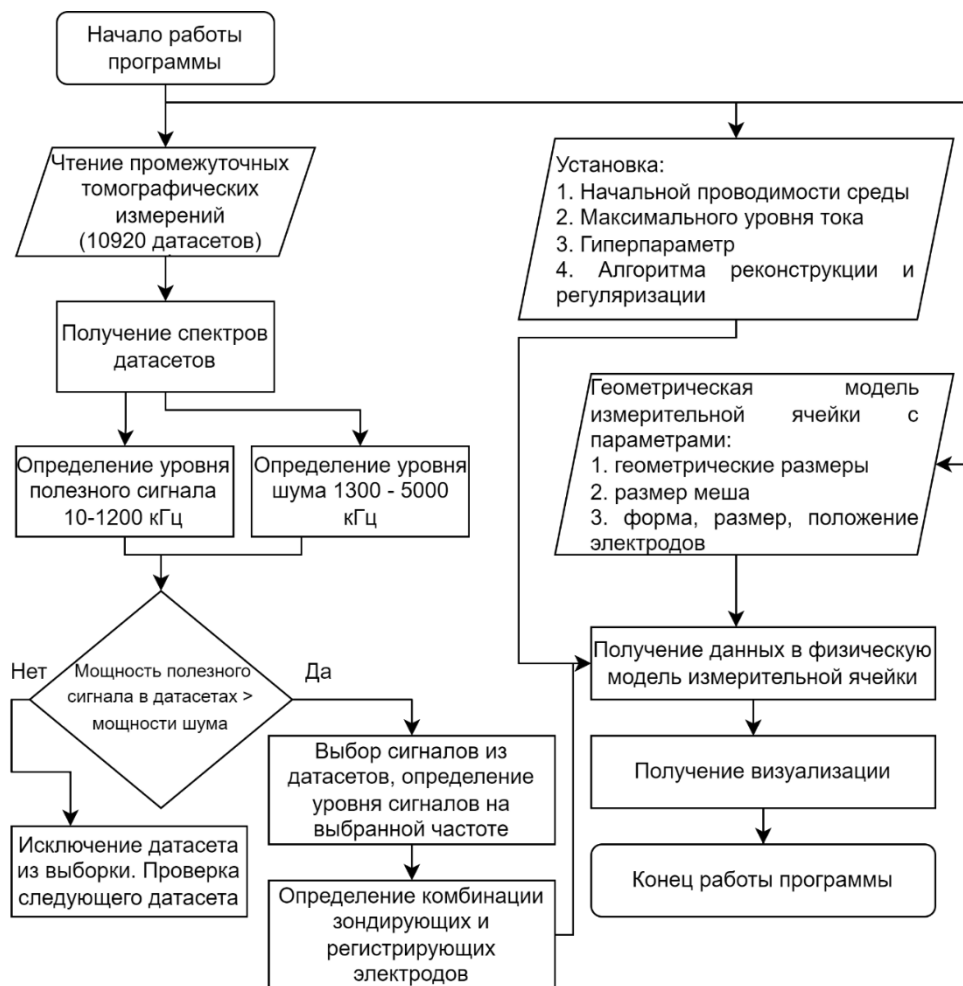 Начало работы
программы
Чтение промежуточных
томографических
измерений
(10920 датасетов)
Получение спектров
датасетов
Определение уровня
полезного сигнала
10-1200 кГц
Определение уровня
шума 1300 - 5000
кГц
Нет
Мощность полезного
сигнала в датасетах >
мощности шума
Да
Исключение датасета
из выборки. Проверка
следующего датасета
Выбор сигналов из
датасетов, определение
уровня сигналов на
выбранной частоте
Определение комбинации
зондирующих и
регистрирующих
электродов
Установка:
1. Начальной проводимости среды
2. Максимального уровня тока
3. Гиперпараметр
4. Алгоритма реконструкции и
регуляризации
Геометрическая модель
измерительной ячейки с
параметрами:
1. геометрические размеры
2. размер меша
3. форма, размер, положение
электродов
Получение данных в физическую
модель измерительной ячейки
Получение визуализации
Конец работы программы